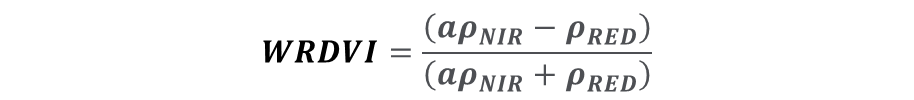 WRDVI = (aρNIR − ρRED) / (aρNIR + ρRED)